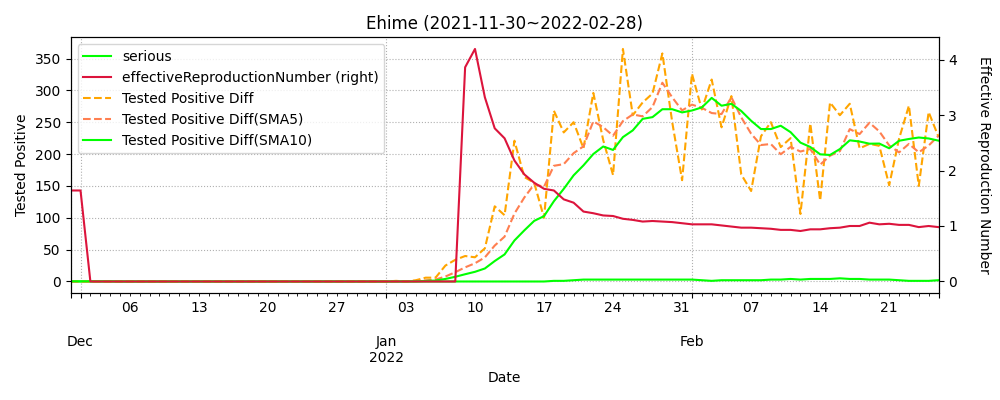 Ehime (2021-11-30~2022-02-28)
serious
effectiveReproductionNumber (right)
Tested Positive Diff
Tested Positive Diff(SMA5)
Tested Positive Diff(SMA10)
Tested Positive
350
300
250
200
150
100
50
0
4
3
2
1
0
Effective Reproduction Number
06 13 20 27 03 10 17 24 31 07 14 21
Dec Jan Feb
2022
Date